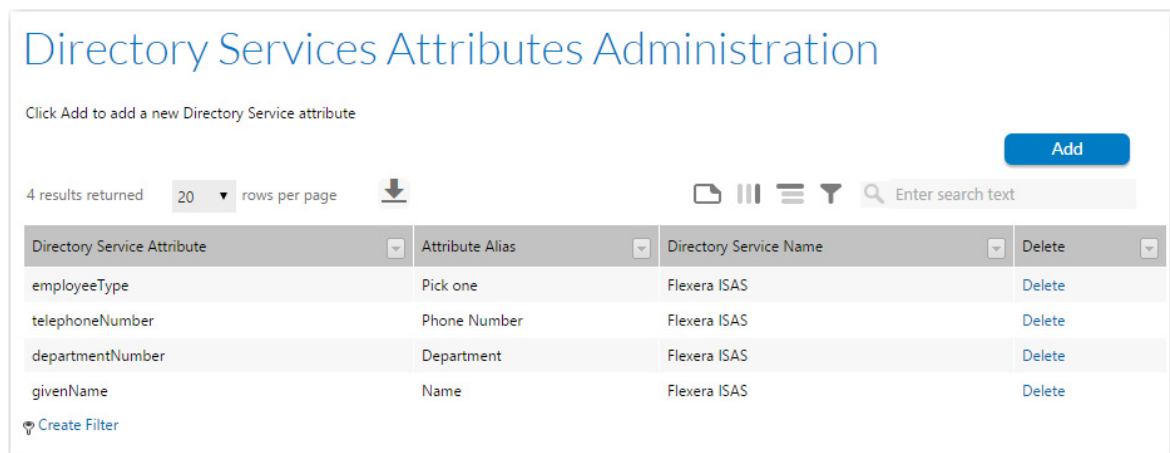 Directory Services Attributes Administration
Click Add to add a new Directory Service attribute
Add
4 results returned 20 rows per page Enter search text
Directory Service Attribute Attribute Alias Directory Service Name Delete
employeeType Pick one Flexera ISAS Delete
telephoneNumber Phone Number Flexera ISAS Delete
departmentNumber Department Flexera ISAS Delete
givenName Name Flexera ISAS Delete
Create Filter